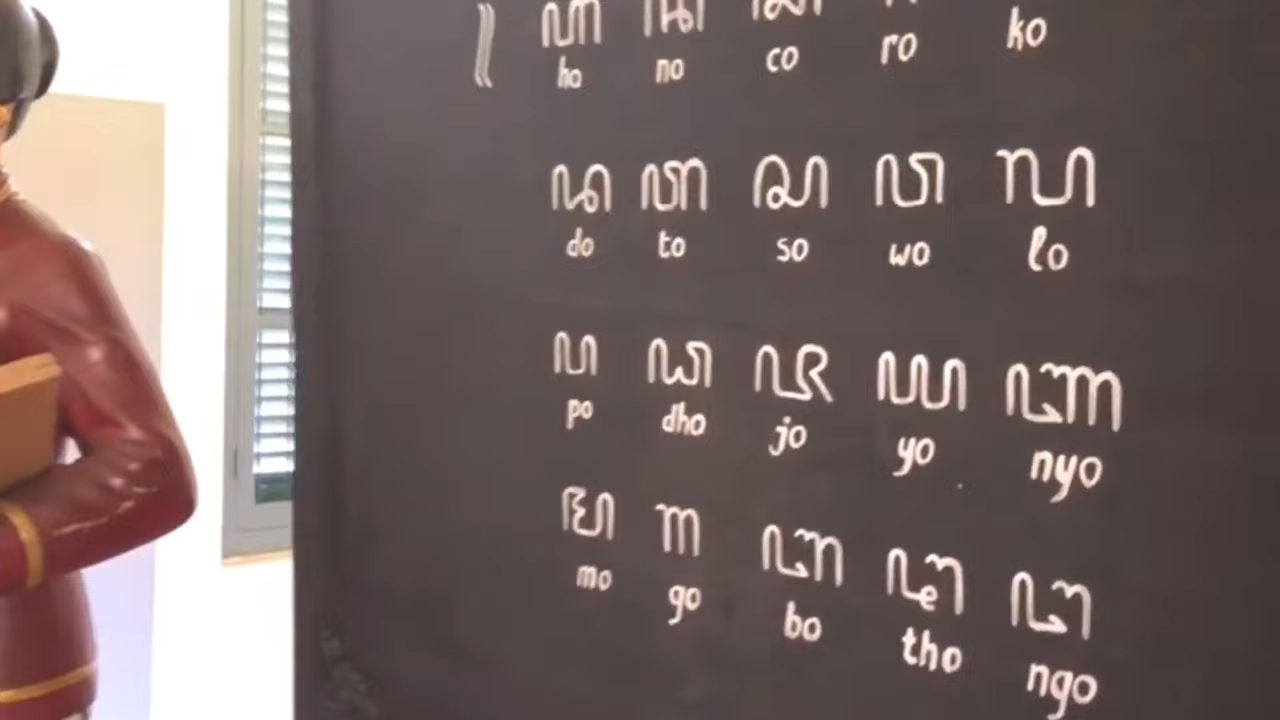 ꦲ ꦤ ꦕ ꦫ ꦏ
ho no co ro ko
ꦢ ꦠ ꦱ ꦮ ꦭ
do to so wo lo
ꦥ ꦝ ꦗ ꦪ ꦚ
po dho jo yo nyo
ꦩ ꦒ ꦧ ꦛ ꦔ
mo go bo tho ngo